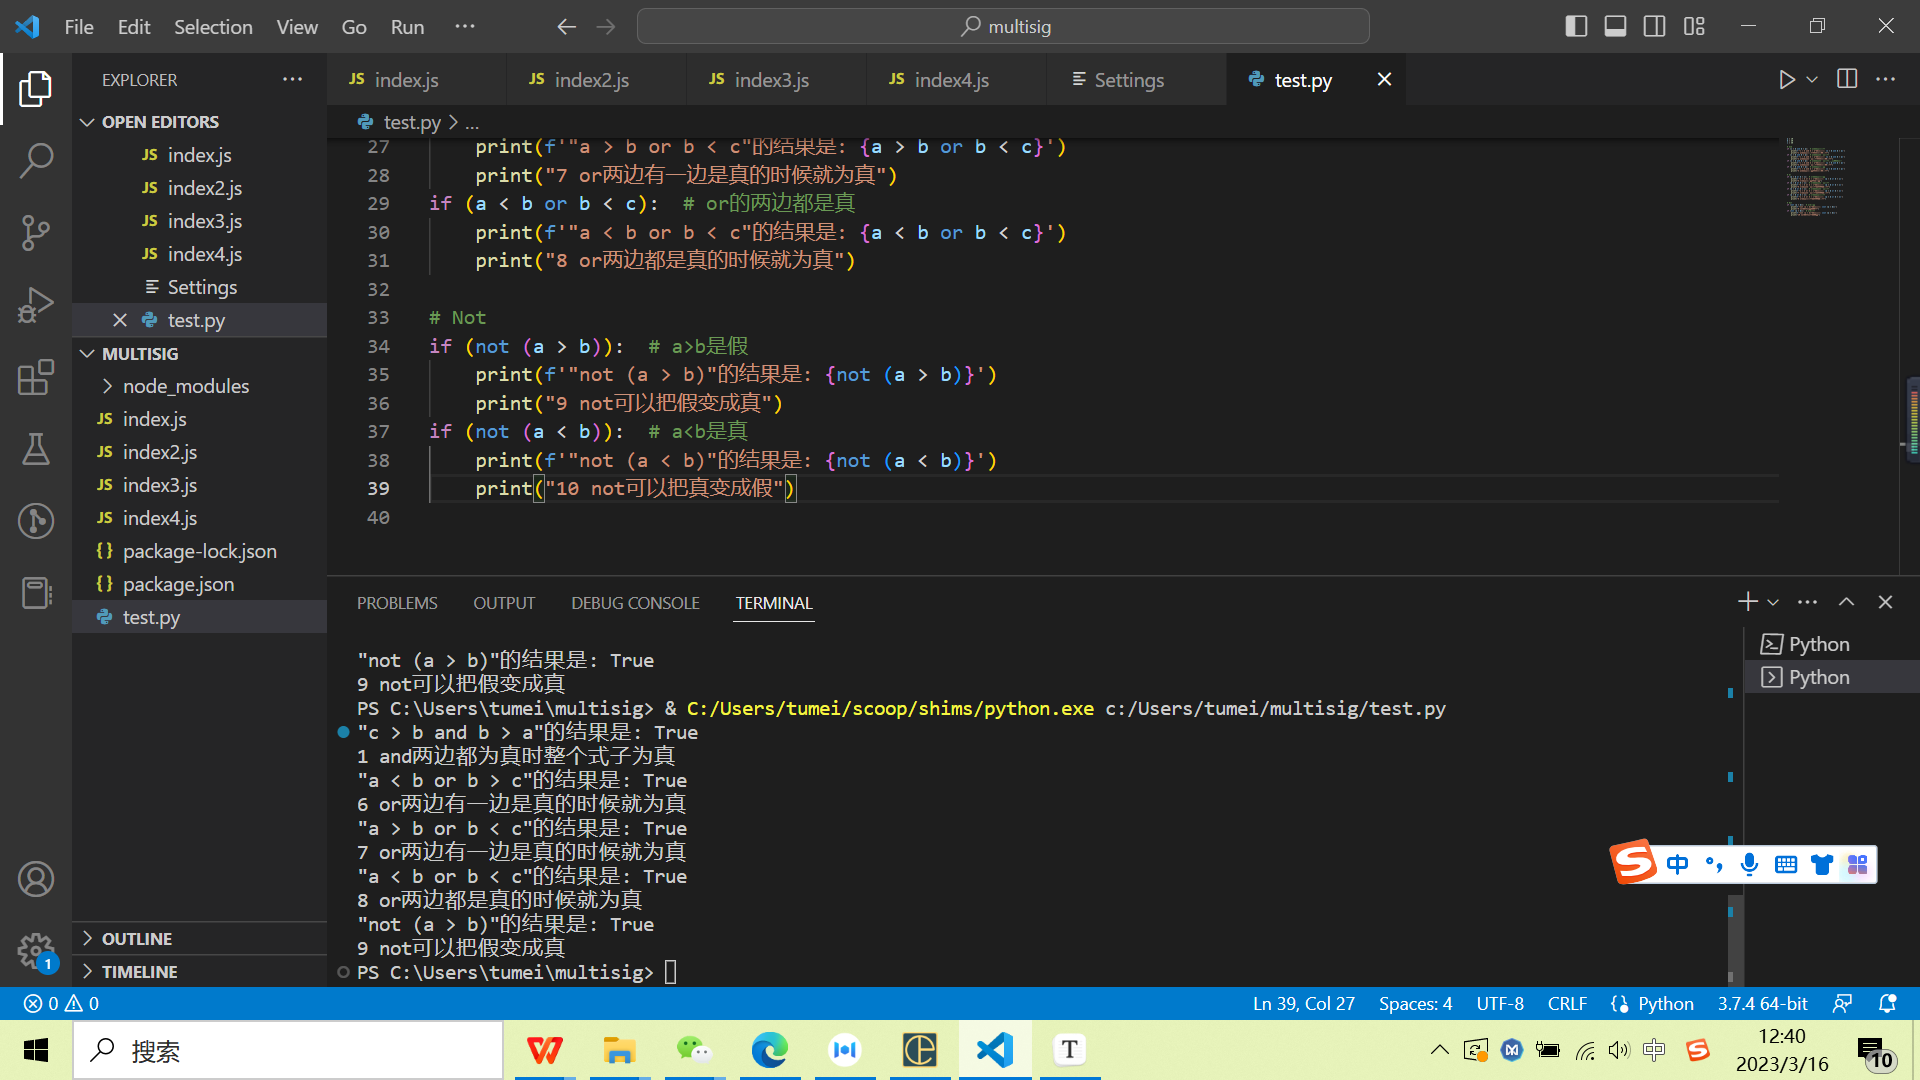 File Edit Selection View Go Run ···
multisig
EXPLORER
index.js
index2.js
index3.js
index4.js
Settings
test.py
OPEN EDITORS
JS index.js
JS index2.js
JS index3.js
JS index4.js
Settings
test.py
MULTISIG
node_modules
JS index.js
JS index2.js
JS index3.js
JS index4.js
{} package-lock.json
{} package.json
test.py
OUTLINE
TIMELINE
test.py > ...
27 print(f'"a > b or b < c"的结果是: {a > b or b < c}')
28 print("7 or两边有一边是真的时候就为真")
29 if (a < b or b < c): # or的两边都是真
30 print(f'"a < b or b < c"的结果是: {a < b or b < c}')
31 print("8 or两边都是真的时候就为真")
32
33 # Not
34 if (not (a > b)): # a>b是假
35 print(f'"not (a > b)"的结果是: {not (a > b)}')
36 print("9 not可以把假变成真")
37 if (not (a < b)): # a<b是真
38 print(f'"not (a < b)"的结果是: {not (a < b)}')
39 print("10 not可以把真变成假")
40
PROBLEMS OUTPUT DEBUG CONSOLE TERMINAL
"not (a > b)"的结果是: True
9 not可以把假变成真
PS C:\Users\tumei\multisig> & C:/Users/tumei/scoop/shims/python.exe c:/Users/tumei/multisig/test.py
"c > b and b > a"的结果是: True
1 and两边都为真时整个式子为真
"a < b or b > c"的结果是: True
6 or两边有一边是真的时候就为真
"a > b or b < c"的结果是: True
7 or两边有一边是真的时候就为真
"a < b or b < c"的结果是: True
8 or两边都是真的时候就为真
"not (a > b)"的结果是: True
9 not可以把假变成真
PS C:\Users\tumei\multisig>
Python
Python
中
1
0 0
Ln 39, Col 27 Spaces: 4 UTF-8 CRLF Python 3.7.4 64-bit
搜索
中
12:40
2023/3/16
10